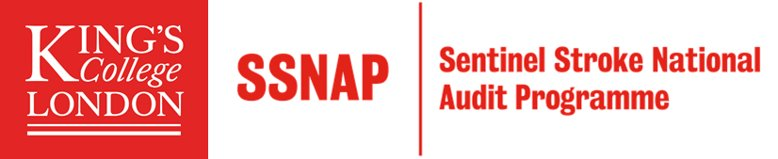 KING'S
College
LONDON
SSNAP
Sentinel Stroke National
Audit Programme